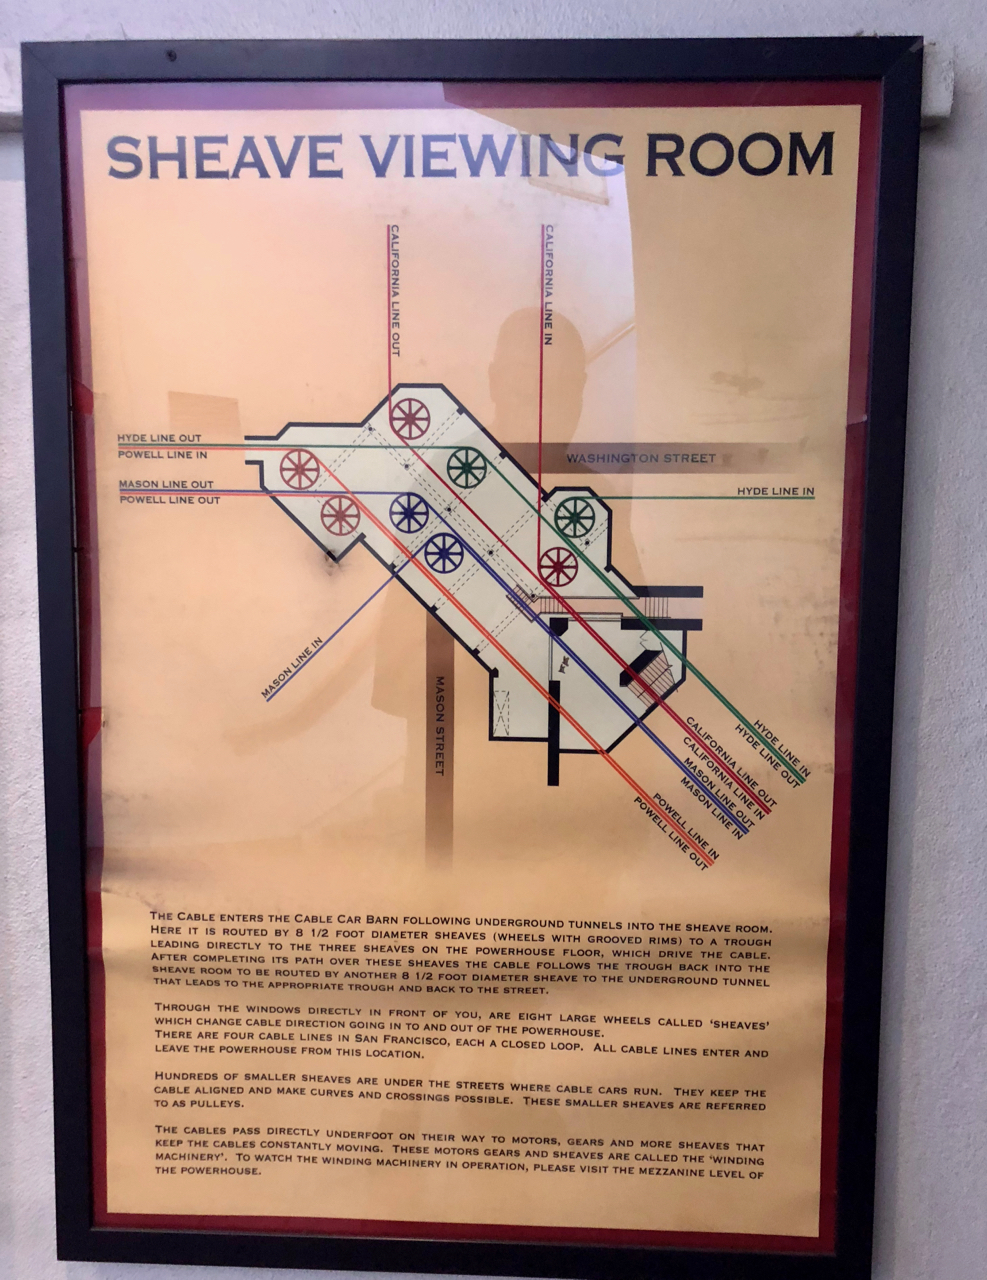 SHEAVE VIEWING ROOM
CALIFORNIA LINE OUT
CALIFORNIA LINE IN
HYDE LINE OUT
POWELL LINE IN
WASHINGTON STREET
MASON LINE OUT
POWELL LINE OUT
HYDE LINE IN
MASON LINE IN
MASON STREET
HYDE LINE IN
HYDE LINE OUT
CALIFORNIA LINE OUT
CALIFORNIA LINE IN
MASON LINE OUT
MASON LINE IN
POWELL LINE IN
POWELL LINE OUT
THE CABLE ENTERS THE CABLE CAR BARN FOLLOWING UNDERGROUND TUNNELS INTO THE SHEAVE ROOM.
HERE IT IS ROUTED BY 8 1/2 FOOT DIAMETER SHEAVES (WHEELS WITH GROOVED RIMS) TO A TROUGH
LEADING DIRECTLY TO THE THREE SHEAVES ON THE POWERHOUSE FLOOR, WHICH DRIVE THE CABLE.
AFTER COMPLETING ITS PATH OVER THESE SHEAVES THE CABLE FOLLOWS THE TROUGH BACK INTO THE
SHEAVE ROOM TO BE ROUTED BY ANOTHER 8 1/2 FOOT DIAMETER SHEAVE TO THE UNDERGROUND TUNNEL
THAT LEADS TO THE APPROPRIATE TROUGH AND BACK TO THE STREET.
THROUGH THE WINDOWS DIRECTLY IN FRONT OF YOU, ARE EIGHT LARGE WHEELS CALLED 'SHEAVES'
WHICH CHANGE CABLE DIRECTION GOING IN TO AND OUT OF THE POWERHOUSE.
THERE ARE FOUR CABLE LINES IN SAN FRANCISCO, EACH A CLOSED LOOP. ALL CABLE LINES ENTER AND
LEAVE THE POWERHOUSE FROM THIS LOCATION.
HUNDREDS OF SMALLER SHEAVES ARE UNDER THE STREETS WHERE CABLE CARS RUN. THEY KEEP THE
CABLE ALIGNED AND MAKE CURVES AND CROSSINGS POSSIBLE. THESE SMALLER SHEAVES ARE REFERRED
TO AS PULLEYS.
THE CABLES PASS DIRECTLY UNDERFOOT ON THEIR WAY TO MOTORS, GEARS AND MORE SHEAVES THAT
KEEP THE CABLES CONSTANTLY MOVING. THESE MOTORS GEARS AND SHEAVES ARE CALLED THE 'WINDING
MACHINERY'. TO WATCH THE WINDING MACHINERY IN OPERATION, PLEASE VISIT THE MEZZANINE LEVEL OF
THE POWERHOUSE.